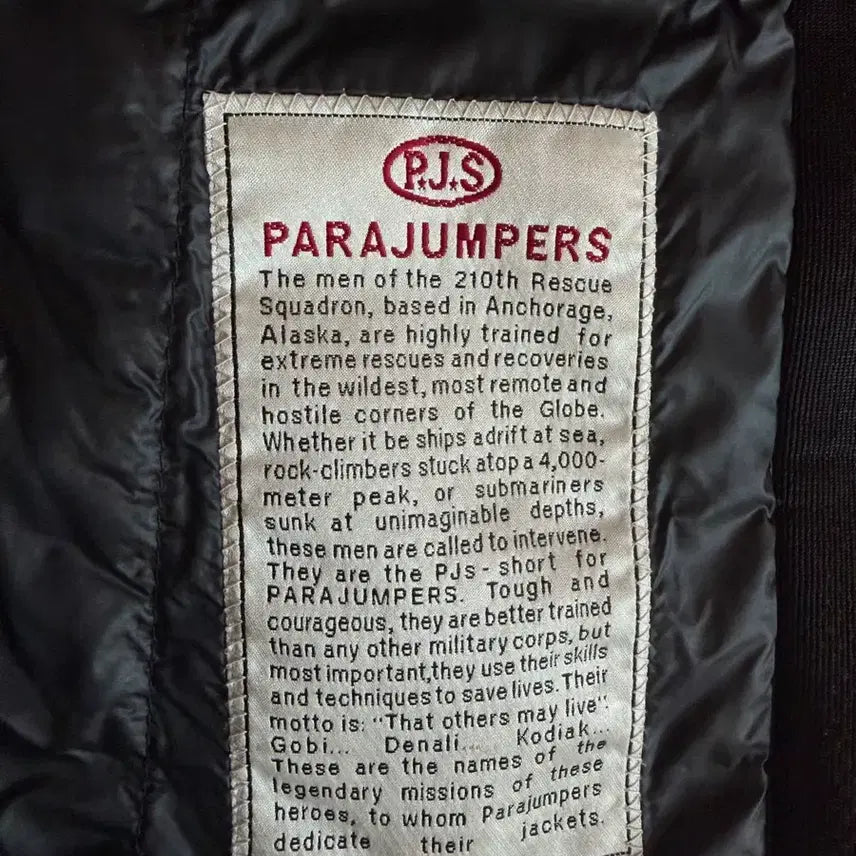 P.J.S
PARAJUMPERS
The men of the 210th Rescue
Squadron, based in Anchorage,
Alaska, are highly trained for
extreme rescues and recoveries
in the wildest, most remote and
hostile corners of the Globe.
Whether it be ships adrift at sea,
rock-climbers stuck atop a 4,000-
meter peak, or submariners
sunk at unimaginable depths,
these men are called to intervene.
They are the PJs - short for
PARAJUMPERS. Tough and
courageous, they are better trained
than any other military corps, but
most important, they use their skills
and techniques to save lives. Their
motto is: "That others may live".
Gobi... Denali... Kodiak...
These are the names of the
legendary missions of these
heroes, to whom Parajumpers
dedicate their jackets.